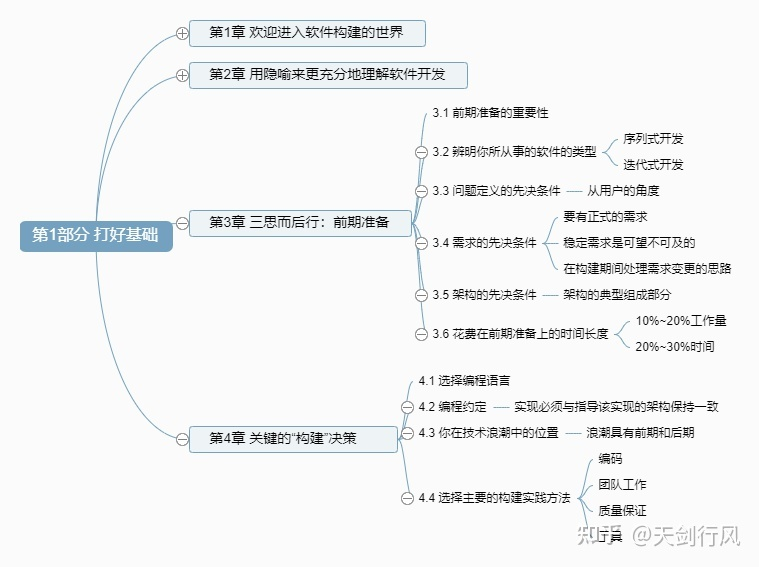 第1部分 打好基础
第1章 欢迎进入软件构建的世界
第2章 用隐喻来更充分地理解软件开发
第3章 三思而后行：前期准备
3.1 前期准备的重要性
3.2 辨明你所从事的软件的类型
序列式开发
迭代式开发
3.3 问题定义的先决条件
从用户的角度
3.4 需求的先决条件
要有正式的需求
稳定需求是可望不可及的
在构建期间处理需求变更的思路
3.5 架构的先决条件
架构的典型组成部分
3.6 花费在前期准备上的时间长度
10%~20%工作量
20%~30%时间
第4章 关键的“构建”决策
4.1 选择编程语言
4.2 编程约定
实现必须与指导该实现的架构保持一致
4.3 你在技术浪潮中的位置
浪潮具有前期和后期
4.4 选择主要的构建实践方法
编码
团队工作
质量保证
工具
知乎 @天剑行风